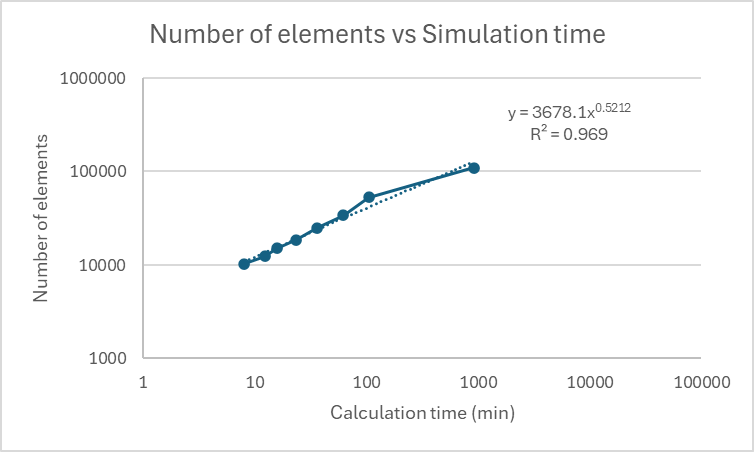 Number of elements vs Simulation time
1000000
y = 3678.1x^0.5212
R² = 0.969
100000
10000
1000
Number of elements
1
10
100
1000
10000
100000
Calculation time (min)